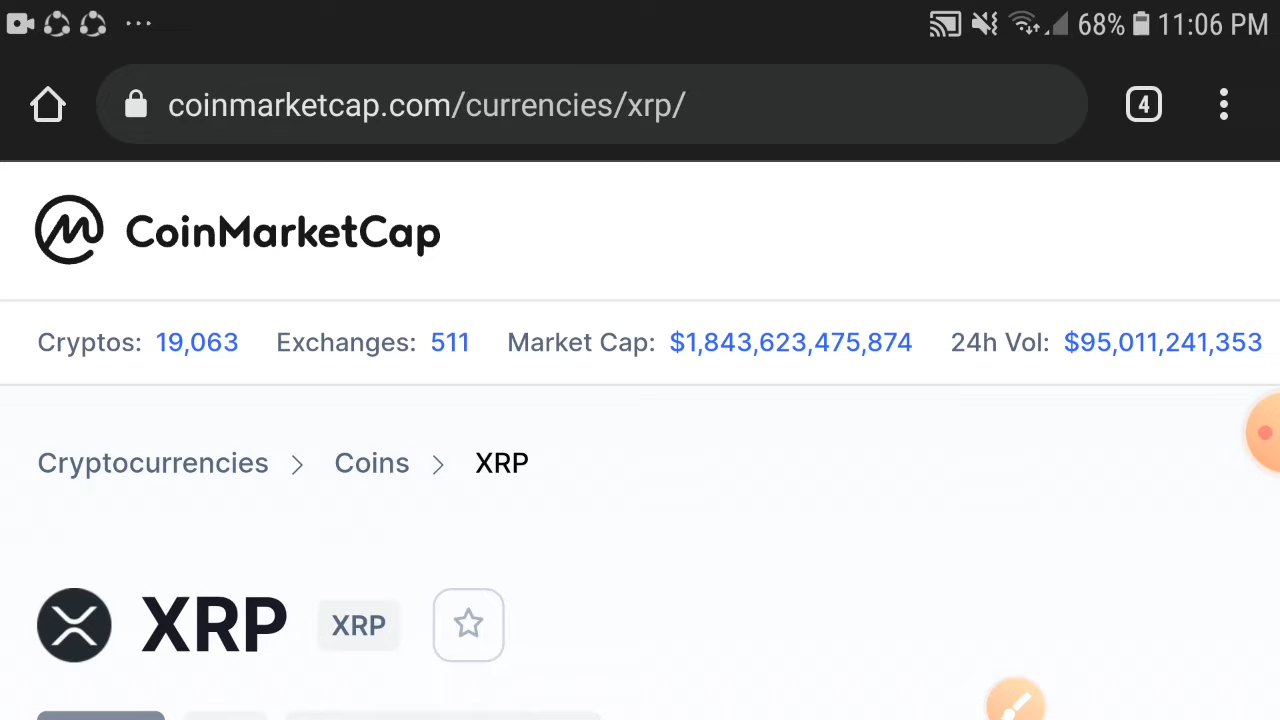 68% 11:06 PM
coinmarketcap.com/currencies/xrp/ 4
CoinMarketCap
Cryptos: 19,063 Exchanges: 511 Market Cap: $1,843,623,475,874 24h Vol: $95,011,241,353
Cryptocurrencies > Coins > XRP
XRP XRP